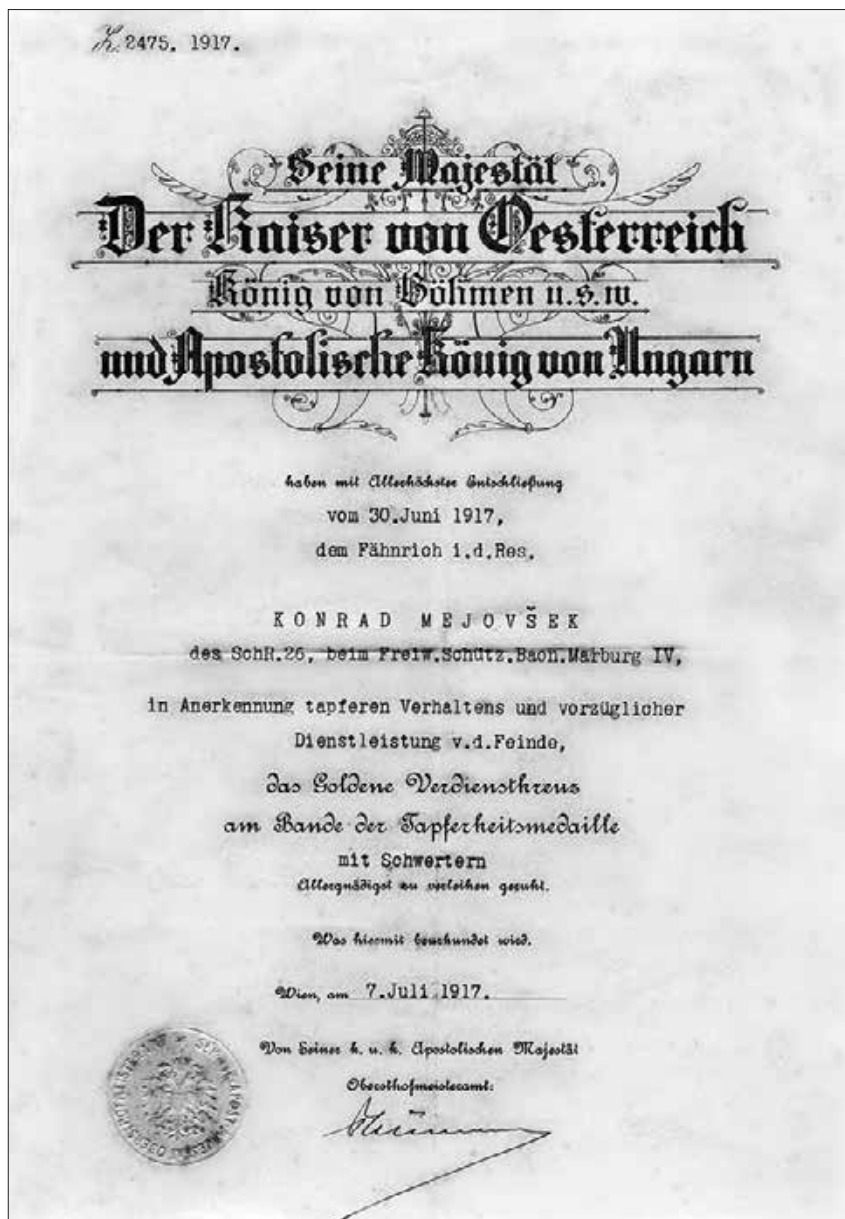 Z. 2475. 1917.
Seine Majestät
Der Kaiser von Oesterreich
König von Böhmen u.s.w.
und Apostolische König von Ungarn
haben mit Allerhöchster Entschließung
vom 30.Juni 1917,
dem Fähnrich i.d.Res.
KONRAD MEJOVŠEK
des SchR.26, beim Freiw.Schütz.Baon.Marburg IV,
in Anerkennung tapferen Verhaltens und vorzüglicher
Dienstleistung v.d.Feinde,
das Goldene Verdienstkreuz
am Bande der Tapferkeitsmedaille
mit Schwertern
Allergnädigst zu verleihen geruht.
Was hiermit beurkundet wird.
Wien, am 7.Juli 1917.
Von Seiner k. u. k. Apostolischen Majestät
Obersthofmeisteramt: